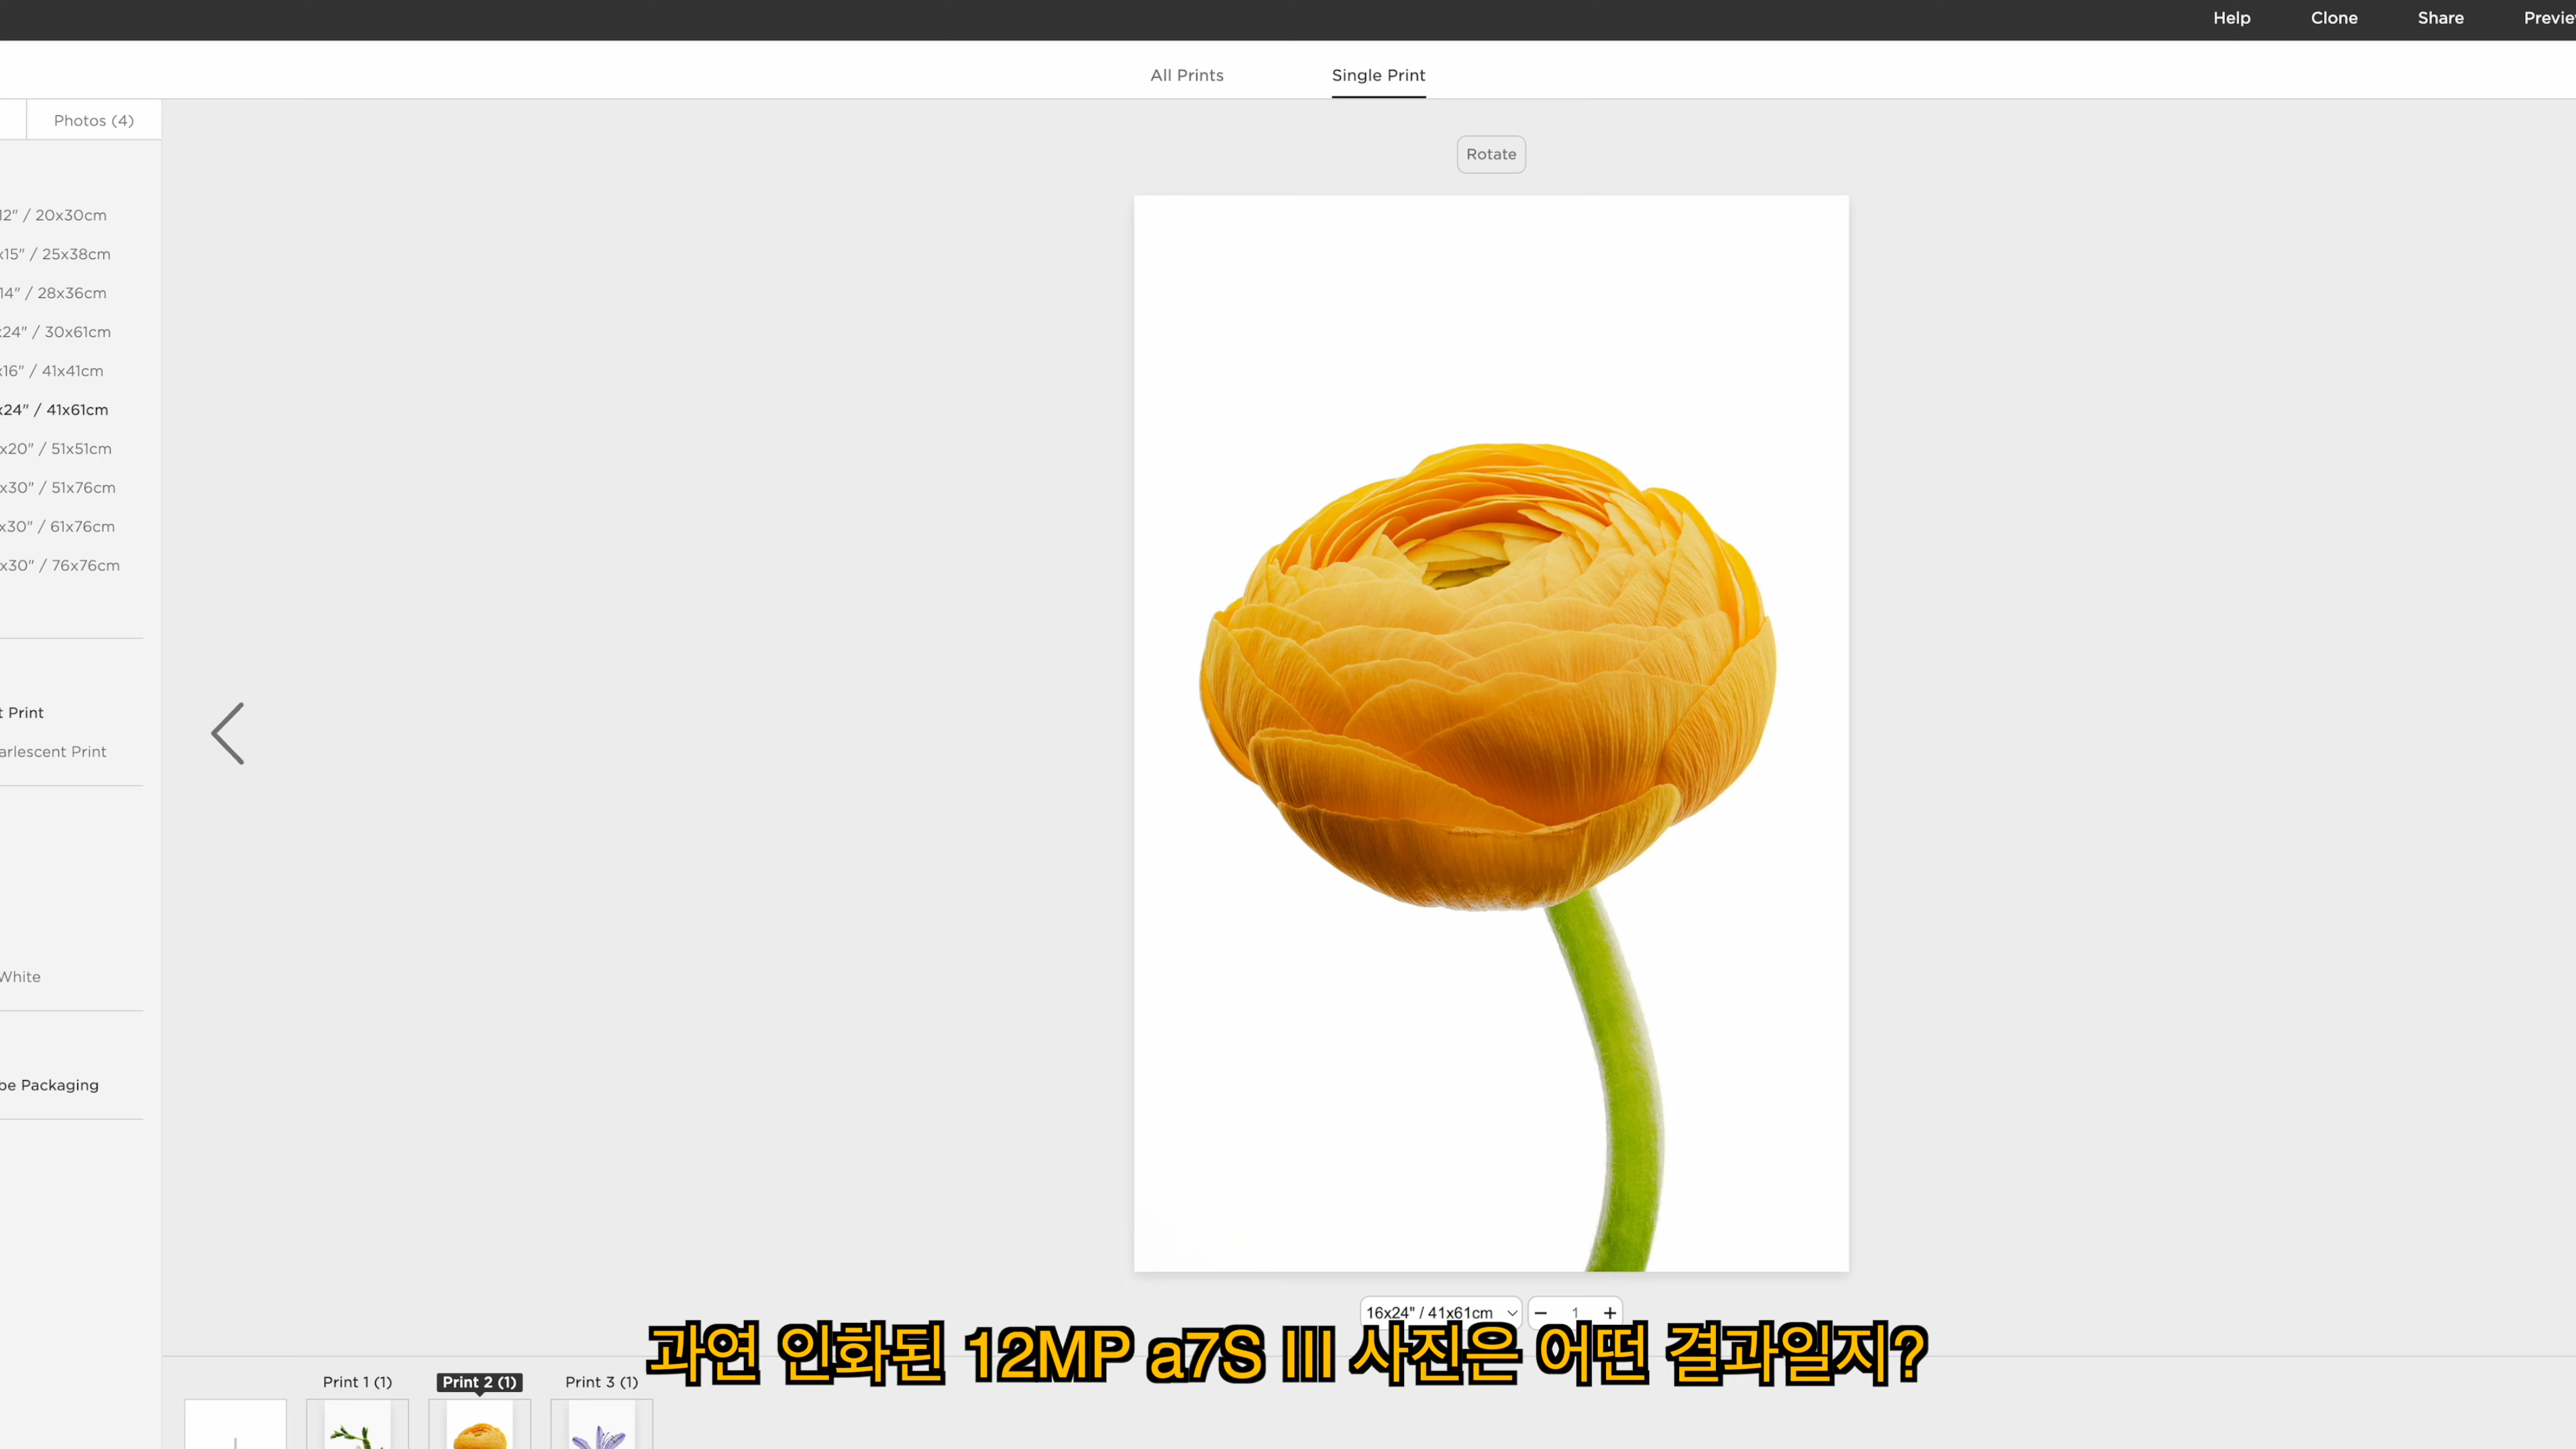 Help Clone Share Previe
All Prints Single Print
Photos (4)
Rotate
12" / 20x30cm
x15" / 25x38cm
14" / 28x36cm
x24" / 30x61cm
x16" / 41x41cm
x24" / 41x61cm
x20" / 51x51cm
x30" / 51x76cm
x30" / 61x76cm
x30" / 76x76cm
t Print
arlescent Print
White
be Packaging
16x24" / 41x61cm − 1 +
과연 인화된 12MP a7S III 사진은 어떤 결과일지?
Print 1 (1) Print 2 (1) Print 3 (1)